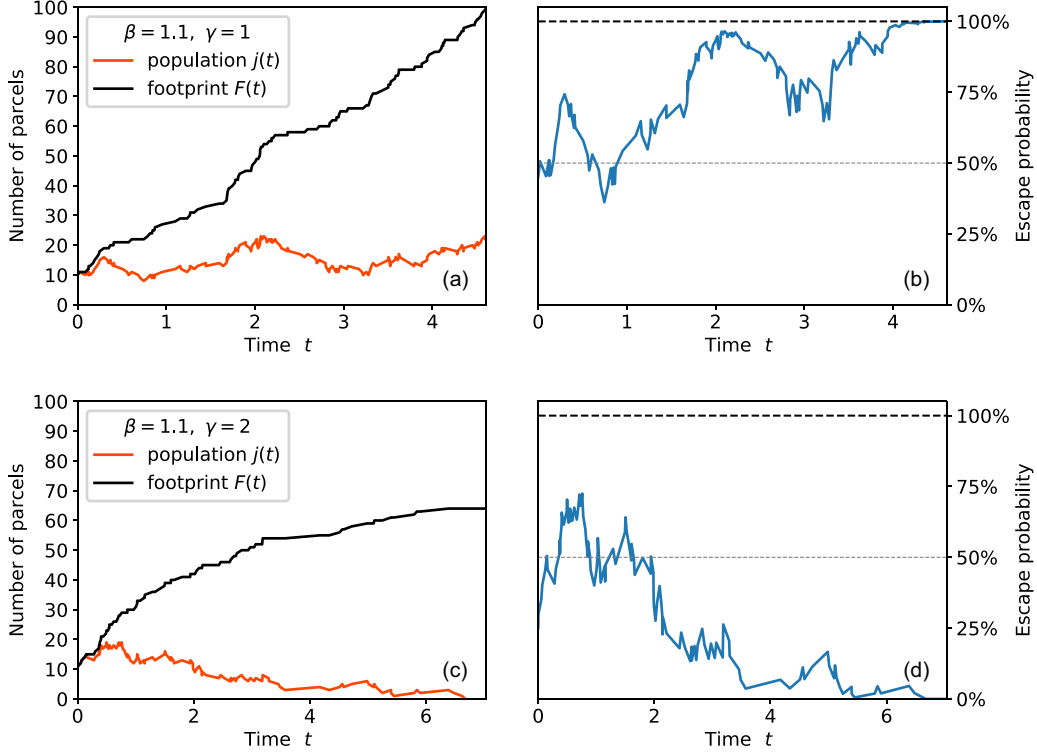 100
90
80
70
60
50
40
30
20
10
0
Number of parcels
β = 1.1, γ = 1
population j(t)
footprint F(t)
(a)
0 1 2 3 4
Time t
100%
75%
50%
25%
0%
Escape probability
(b)
0 1 2 3 4
Time t
100
90
80
70
60
50
40
30
20
10
0
Number of parcels
β = 1.1, γ = 2
population j(t)
footprint F(t)
(c)
0 2 4 6
Time t
100%
75%
50%
25%
0%
Escape probability
(d)
0 2 4 6
Time t